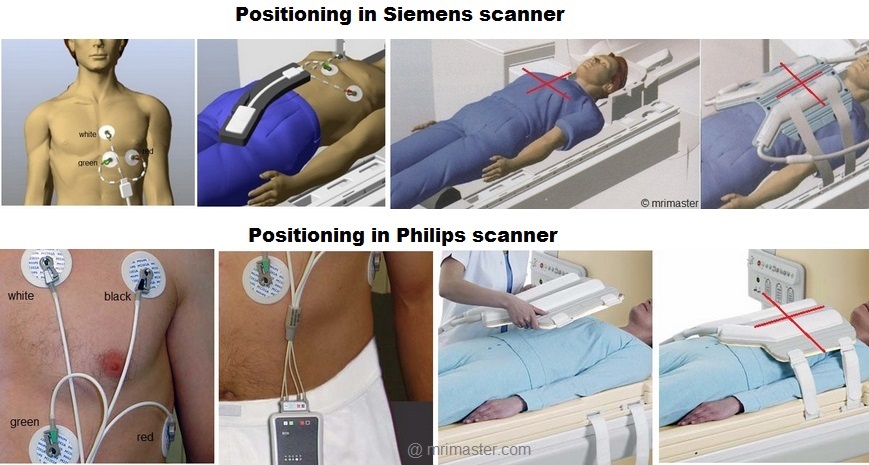 Positioning in Siemens scanner
white
green
red
© mrimaster
Positioning in Philips scanner
white
black
green
red
@ mrimaster.com